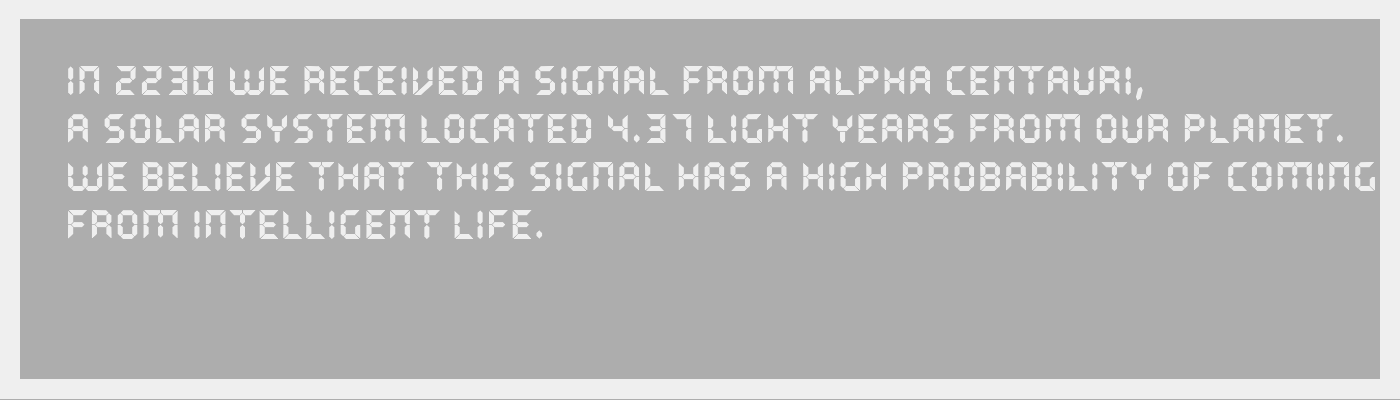 IN 2230 WE RECEIVED A SIGNAL FROM ALPHA CENTAURI,
A SOLAR SYSTEM LOCATED 4.37 LIGHT YEARS FROM OUR PLANET.
WE BELIEVE THAT THIS SIGNAL HAS A HIGH PROBABILITY OF COMING
FROM INTELLIGENT LIFE.